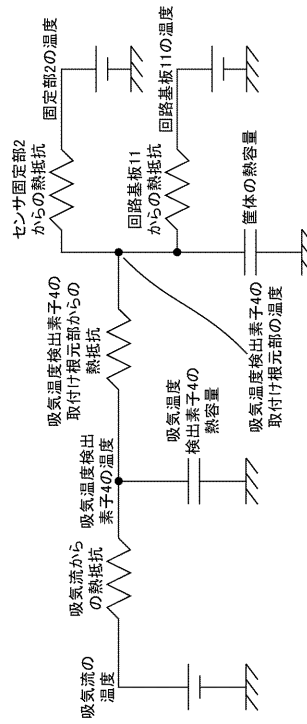 吸気流の
温度
吸気流から
の熱抵抗
吸気温度検出
素子4の温度
吸気温度
検出素子4の
熱容量
吸気温度検出素子4の
取付け根元部からの
熱抵抗
吸気温度検出素子4の
取付け根元部の温度
センサ固定部2
からの熱抵抗
固定部2の温度
回路基板11
からの熱抵抗
回路基板11の温度
筐体の熱容量